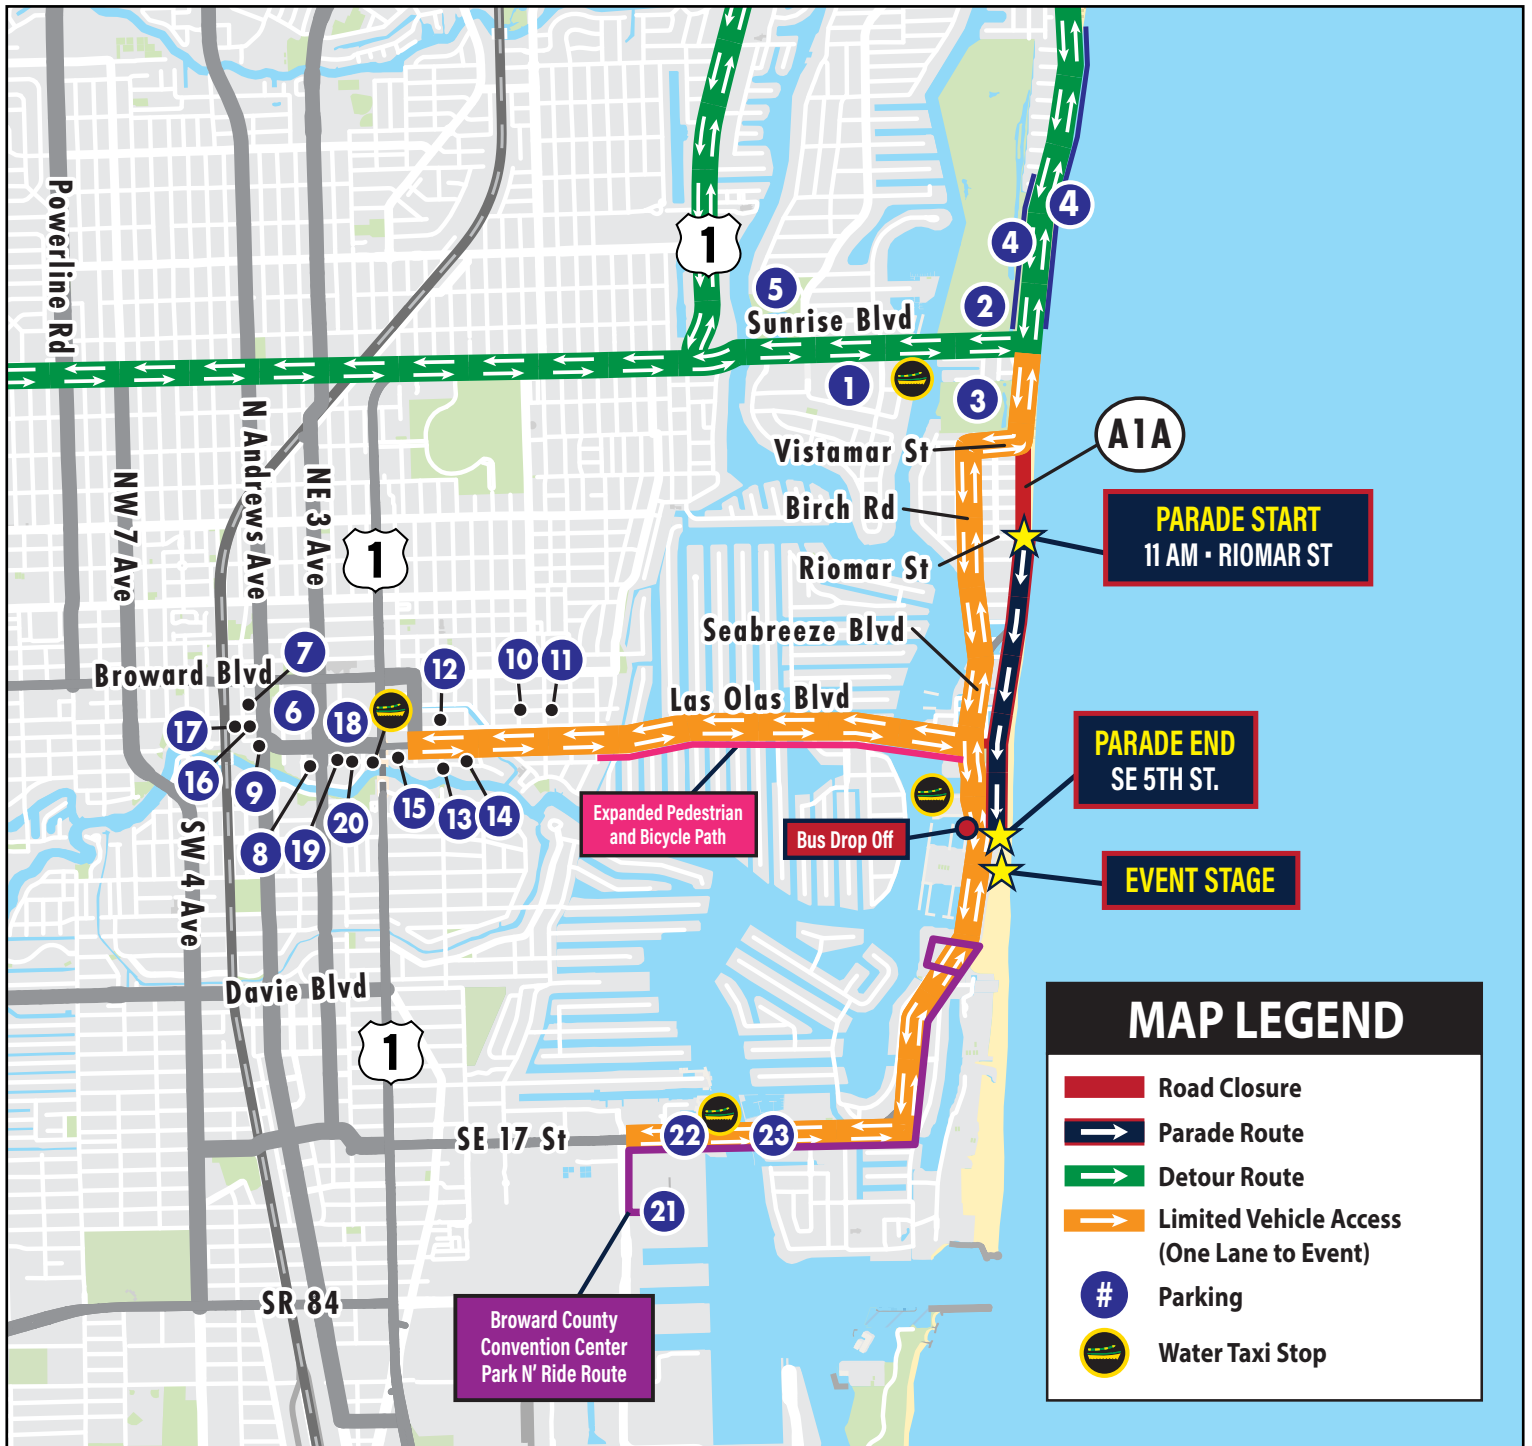 Powerline Rd
1
4
4
2
5
Sunrise Blvd
1
3
N Andrews Ave
Vistamar St
A1A
NW 7 Ave
NE 3 Ave
Birch Rd
PARADE START
11 AM · RIOMAR ST
1
Riomar St
Seabreeze Blvd
7
12
10
11
Broward Blvd
Las Olas Blvd
6
18
17
16
9
15
13
14
20
8
19
PARADE END
SE 5TH ST.
Expanded Pedestrian
and Bicycle Path
Bus Drop Off
SW 4 Ave
EVENT STAGE
Davie Blvd
1
SE 17 St
22
23
21
SR 84
Broward County
Convention Center
Park N’ Ride Route
MAP LEGEND
Road Closure
Parade Route
Detour Route
Limited Vehicle Access
(One Lane to Event)
# Parking
Water Taxi Stop